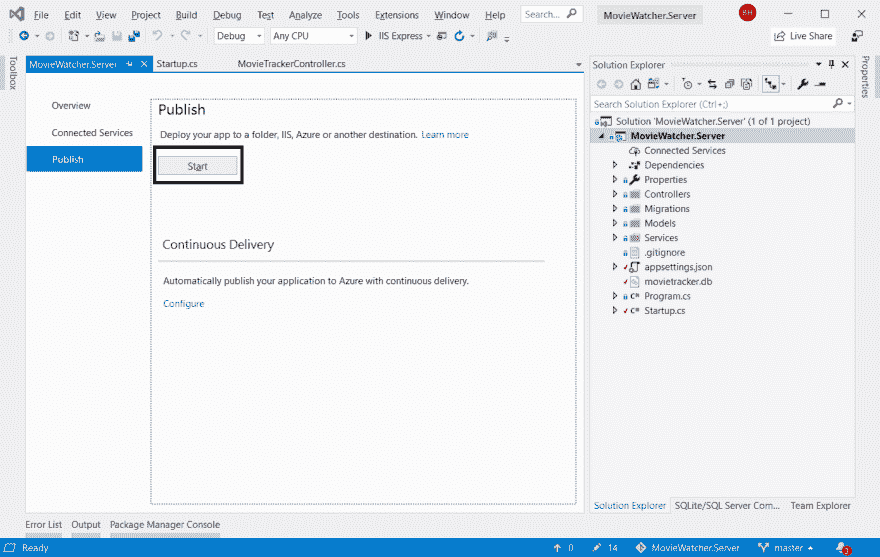 File Edit View Project Build Debug Test Analyze Tools Extensions Window Help Search... MovieWatcher.Server BH
Debug Any CPU IIS Express Live Share
Toolbox
MovieWatcher.Server Startup.cs MovieTrackerController.cs
Overview
Connected Services
Publish
Publish
Deploy your app to a folder, IIS, Azure or another destination. Learn more
Start
Continuous Delivery
Automatically publish your application to Azure with continuous delivery.
Configure
Solution Explorer
Search Solution Explorer (Ctrl+;)
Solution 'MovieWatcher.Server' (1 of 1 project)
MovieWatcher.Server
Connected Services
Dependencies
Properties
Controllers
Migrations
Models
Services
.gitignore
appsettings.json
movietracker.db
C# Program.cs
C# Startup.cs
Solution Explorer SQLite/SQL Server Com... Team Explorer
Properties
Error List Output Package Manager Console
Ready 0 14 MovieWatcher.Server master 3